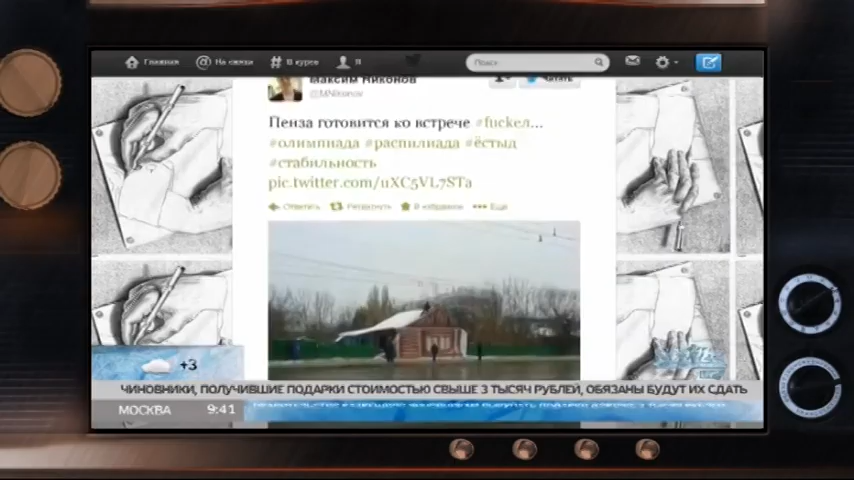 Главная
На связи
# В курсе
Я
Поиск
Максим Никонов
@MNikonov
Читать
Пенза готовится ко встрече #fuckел...
#олимпиада #распилиада #ёстыд
#стабильность
pic.twitter.com/uXC5VL7STa
Ответить
Ретвитнуть
В избранное
••• Ещё
+3
ЧИНОВНИКИ, ПОЛУЧИВШИЕ ПОДАРКИ СТОИМОСТЬЮ СВЫШЕ 3 ТЫСЯЧ РУБЛЕЙ, ОБЯЗАНЫ БУДУТ ИХ СДАТЬ
МОСКВА 9:41